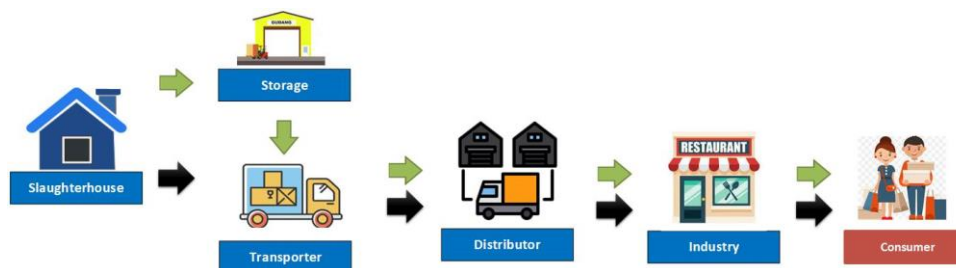 Storage
Slaughterhouse
Transporter
Distributor
RESTAURANT
Industry
Consumer